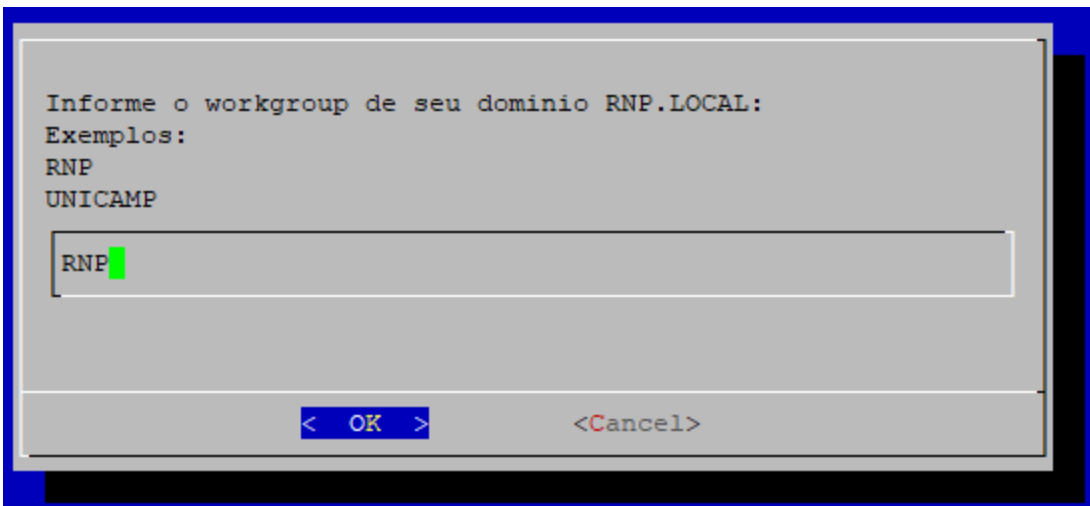 Informe o workgroup de seu dominio RNP.LOCAL:
Exemplos:
RNP
UNICAMP
RNP
< OK > <Cancel>